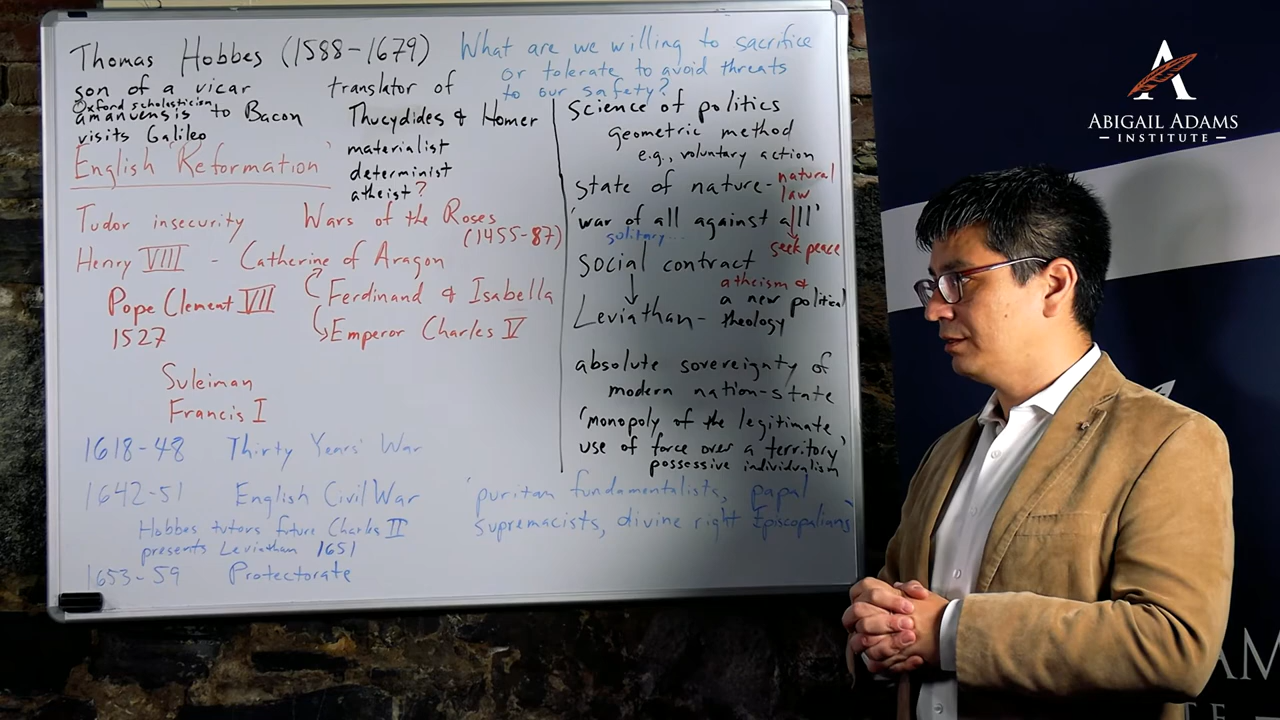 Thomas Hobbes (1588-1679)
What are we willing to sacrifice
or tolerate to avoid threats
to our safety?
son of a vicar
Oxford scholasticism
amanuensis to Bacon
visits Galileo
translator of
Thucydides & Homer
materialist
determinist
atheist?
'English Reformation'
Tudor insecurity
Wars of the Roses
(1455-87)
Henry VIII - Catherine of Aragon
Pope Clement VII
1527
Ferdinand & Isabella
Emperor Charles V
Suleiman
Francis I
1618-48 Thirty Years' War
1642-51 English Civil War
Hobbes tutors future Charles II
presents Leviathan 1651
1653-59 Protectorate
science of politics
geometric method
e.g., voluntary action
state of nature - natural
law
'war of all against all'
solitary...
seek peace
social contract
atheism &
a new political
Leviathan - theology
absolute sovereignty of
modern nation-state
'monopoly of the legitimate
use of force over a territory'
possessive individualism
'puritan fundamentalists, papal
supremacists, divine right Episcopalians'
ABIGAIL ADAMS
INSTITUTE
AM
TE